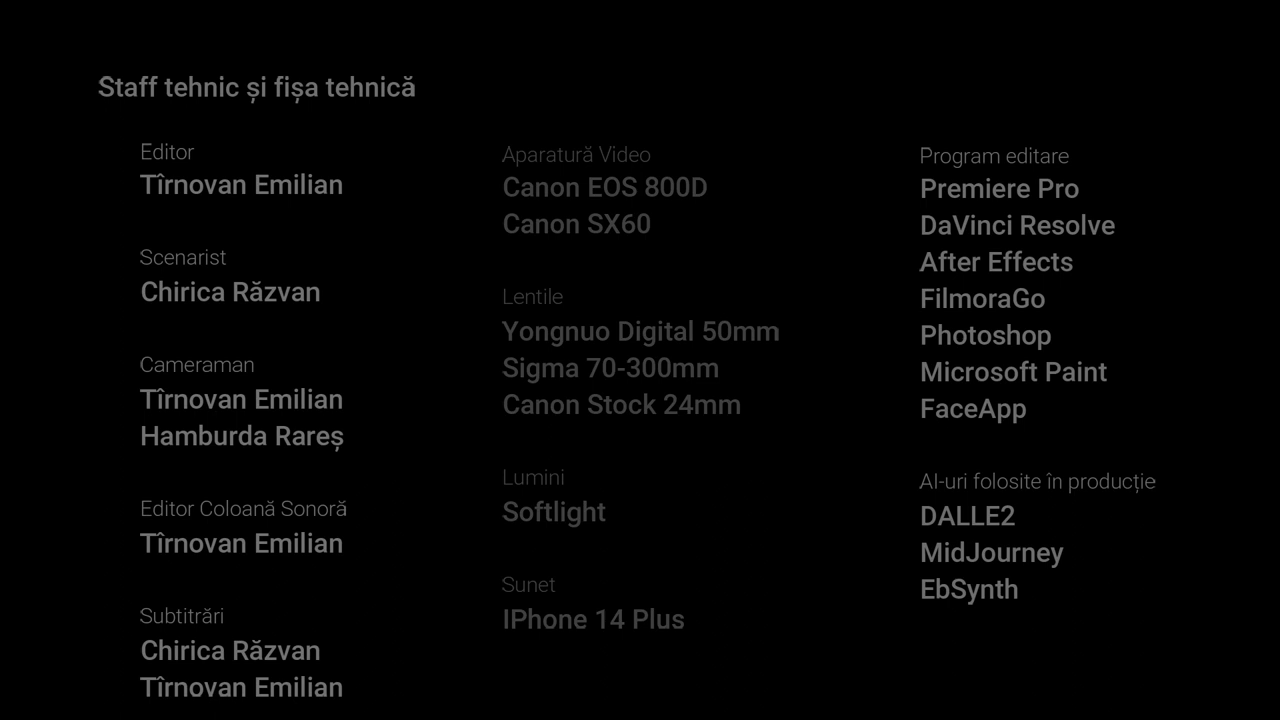 Staff tehnic și fișa tehnică
Editor
Tîrnovan Emilian
Scenarist
Chirica Răzvan
Cameraman
Tîrnovan Emilian
Hamburda Rareș
Editor Coloană Sonoră
Tîrnovan Emilian
Subtitrări
Chirica Răzvan
Tîrnovan Emilian
Aparatură Video
Canon EOS 800D
Canon SX60
Lentile
Yongnuo Digital 50mm
Sigma 70-300mm
Canon Stock 24mm
Lumini
Softlight
Sunet
IPhone 14 Plus
Program editare
Premiere Pro
DaVinci Resolve
After Effects
FilmoraGo
Photoshop
Microsoft Paint
FaceApp
AI-uri folosite în producție
DALLE2
MidJourney
EbSynth